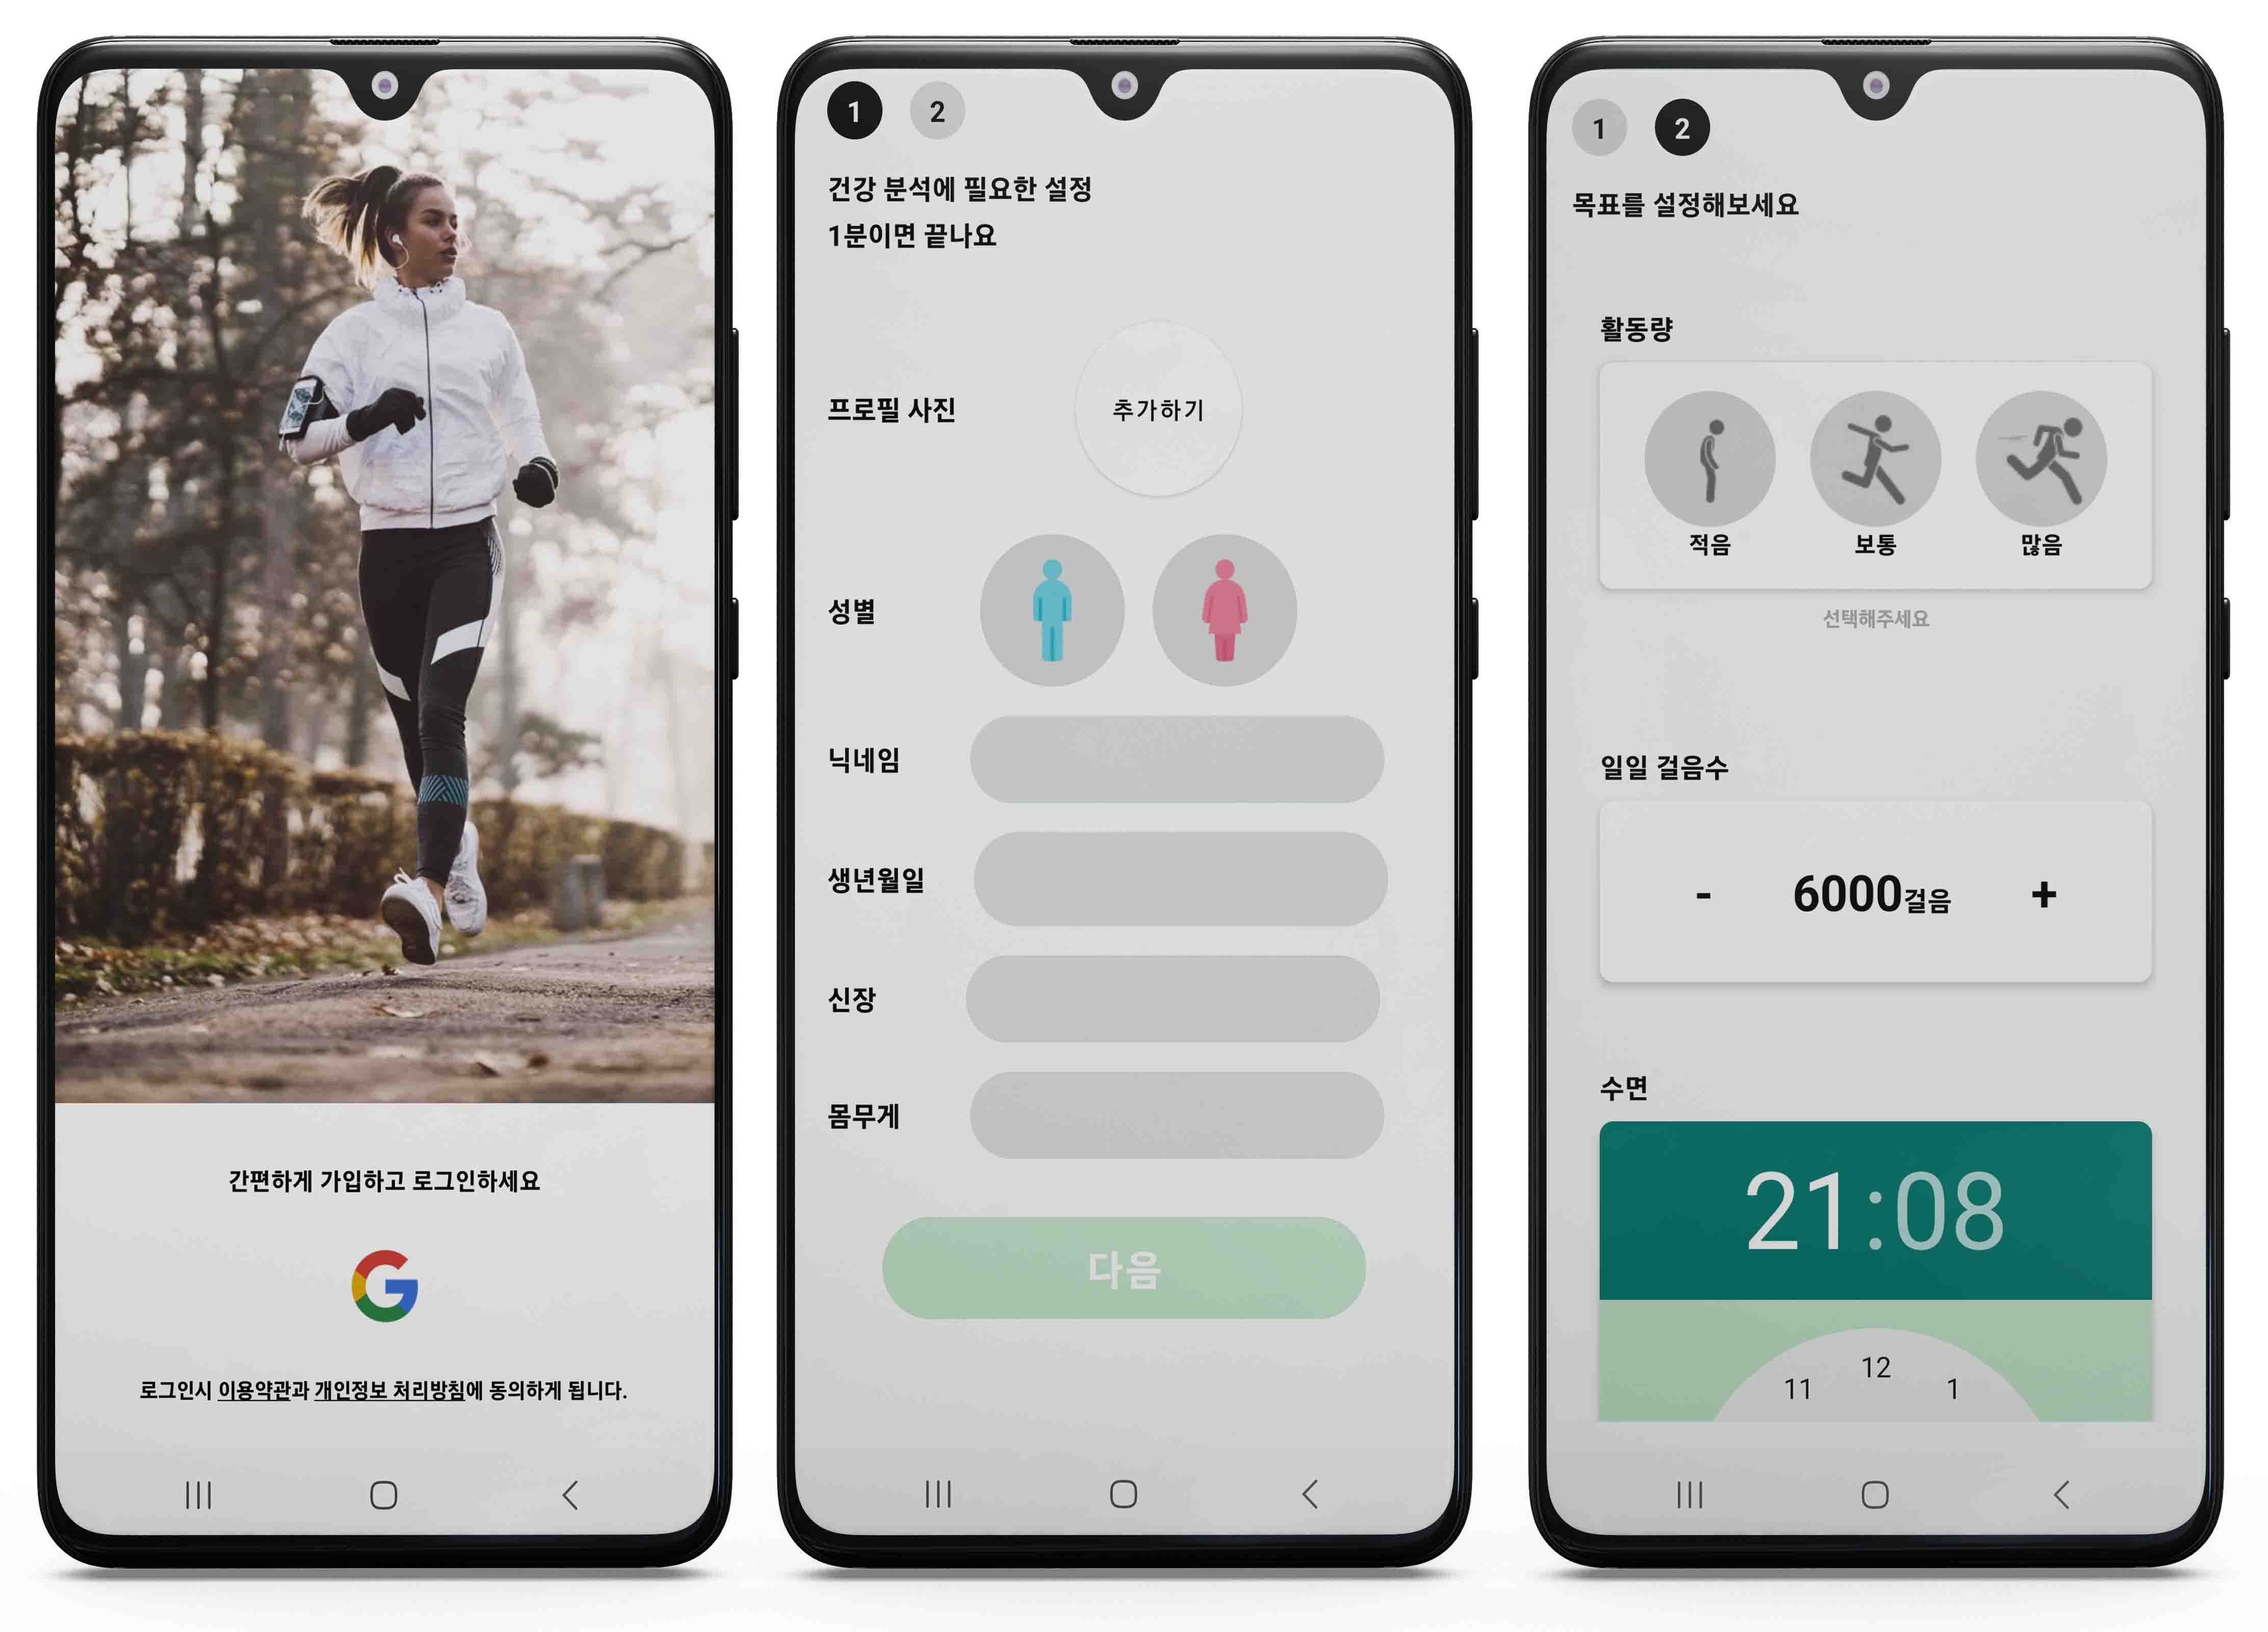 간편하게 가입하고 로그인하세요
로그인시 이용약관과 개인정보 처리방침에 동의하게 됩니다.
1 2
건강 분석에 필요한 설정
1분이면 끝나요
프로필 사진
추가하기
성별
닉네임
생년월일
신장
몸무게
다음
1 2
목표를 설정해보세요
활동량
적음 보통 많음
선택해주세요
일일 걸음수
- 6000걸음 +
수면
21:08
11 12 1